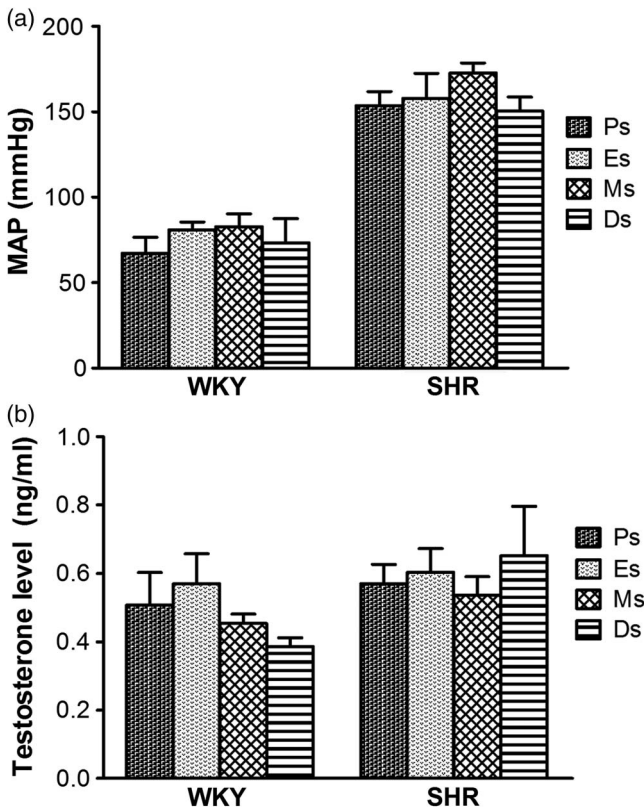 (a)
200
150
100
50
0
MAP (mmHg)
WKY SHR
Ps
Es
Ms
Ds
(b)
1.0
0.8
0.6
0.4
0.2
0.0
Testosterone level (ng/ml)
WKY SHR
Ps
Es
Ms
Ds